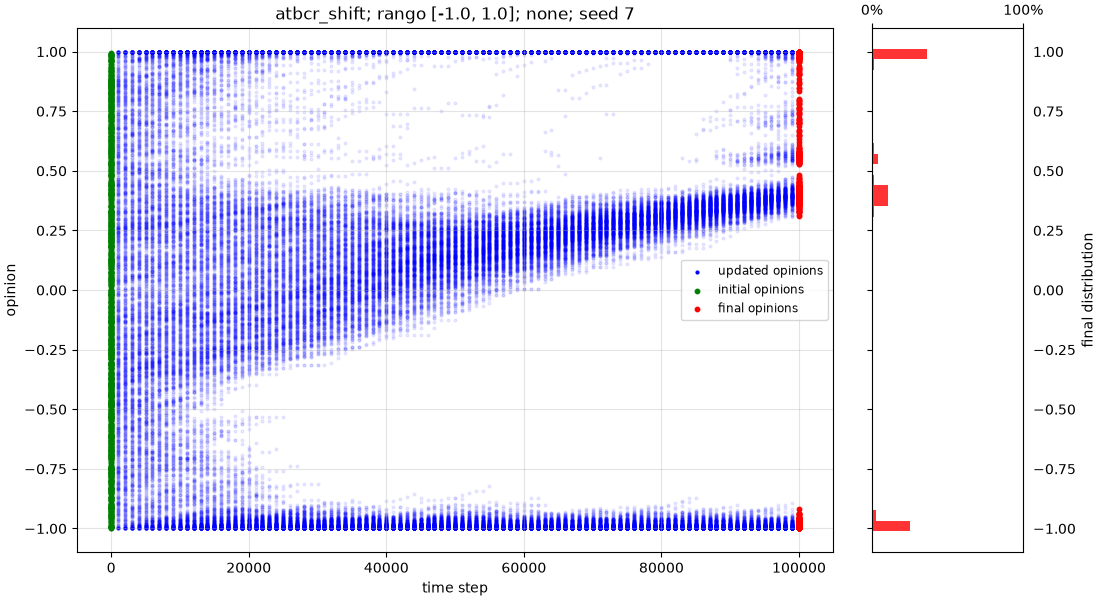 atbcr_shift; rango [-1.0, 1.0]; none; seed 7
0% 100%
1.00
0.75
0.50
0.25
0.00
−0.25
−0.50
−0.75
−1.00
opinion
updated opinions
initial opinions
final opinions
0 20000 40000 60000 80000 100000
time step
1.00
0.75
0.50
0.25
0.00
−0.25
−0.50
−0.75
−1.00
final distribution